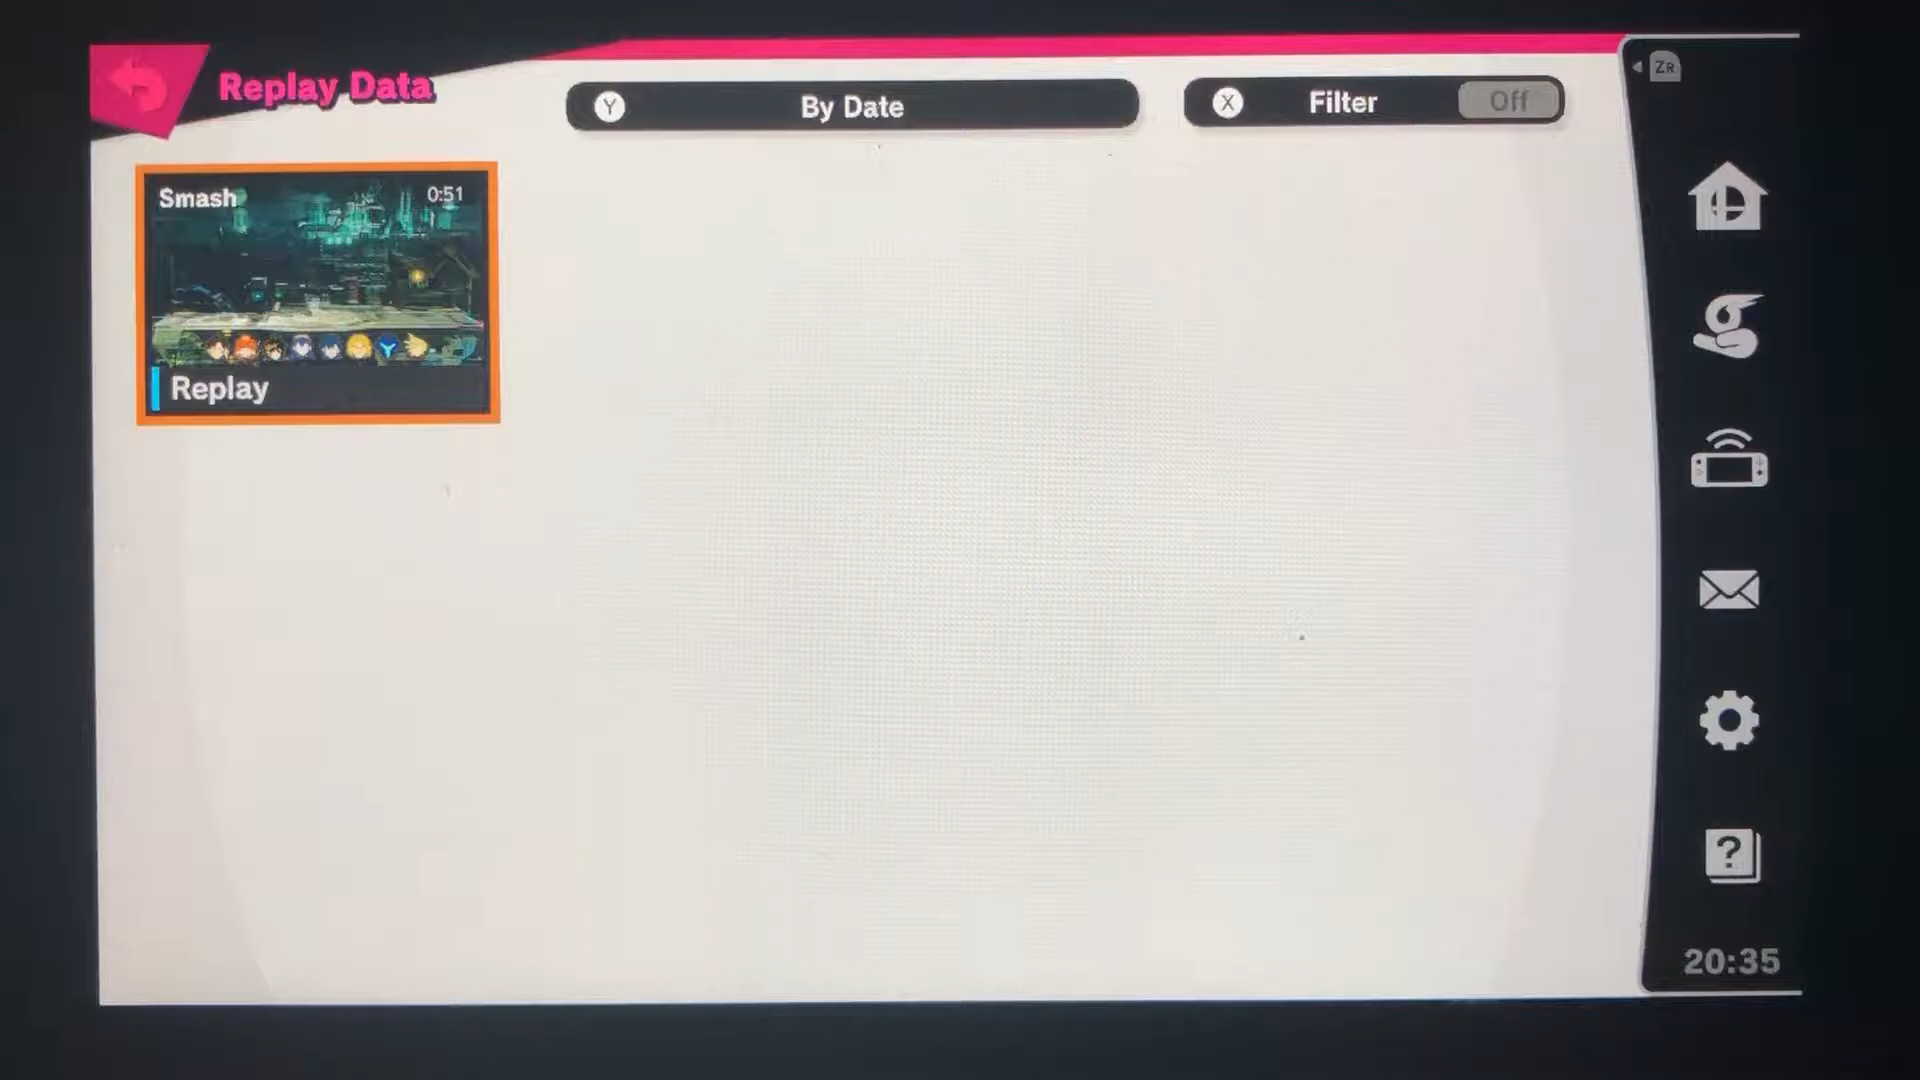 Replay Data
Y By Date
X Filter Off
ZR
Smash 0:51
Replay
?
20:35